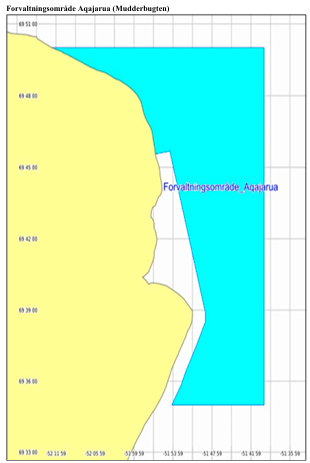 Forvaltningsområde Aqajarua (Mudderbugten)
69 51 00
69 48 00
69 45 00
Forvaltningsområde_Aqajarua
69 42 00
69 39 00
69 36 00
69 33 00
-52 11 59 -52 05 59 -51 59 59 -51 53 59 -51 47 59 -51 41 59 -51 35 59